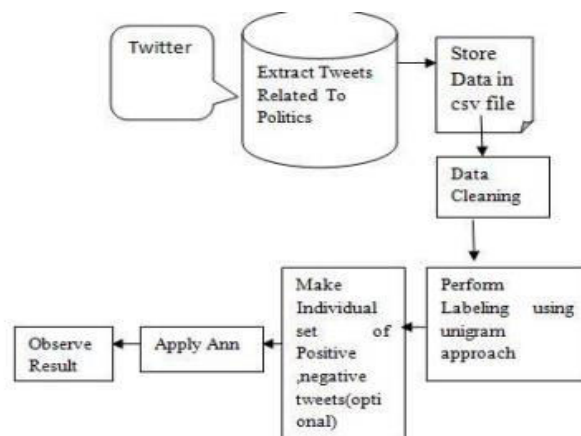 Twitter
Extract Tweets
Related To
Politics
Store
Data in
csv file
Data
Cleaning
Perform
Labeling using
unigram
approach
Make
Individual
set of
Positive
,negative
tweets(opti
onal)
Apply Ann
Observe
Result